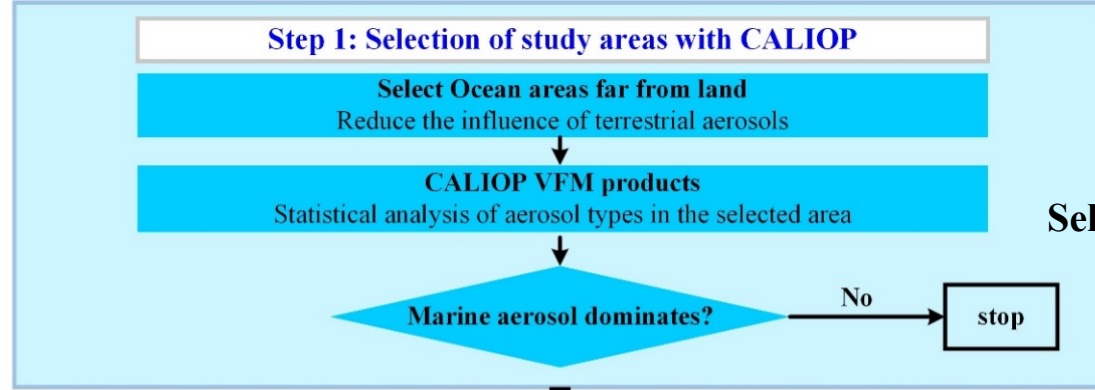 Step 1: Selection of study areas with CALIOP
Select Ocean areas far from land
Reduce the influence of terrestrial aerosols
CALIOP VFM products
Statistical analysis of aerosol types in the selected area
Marine aerosol dominates?
No
stop